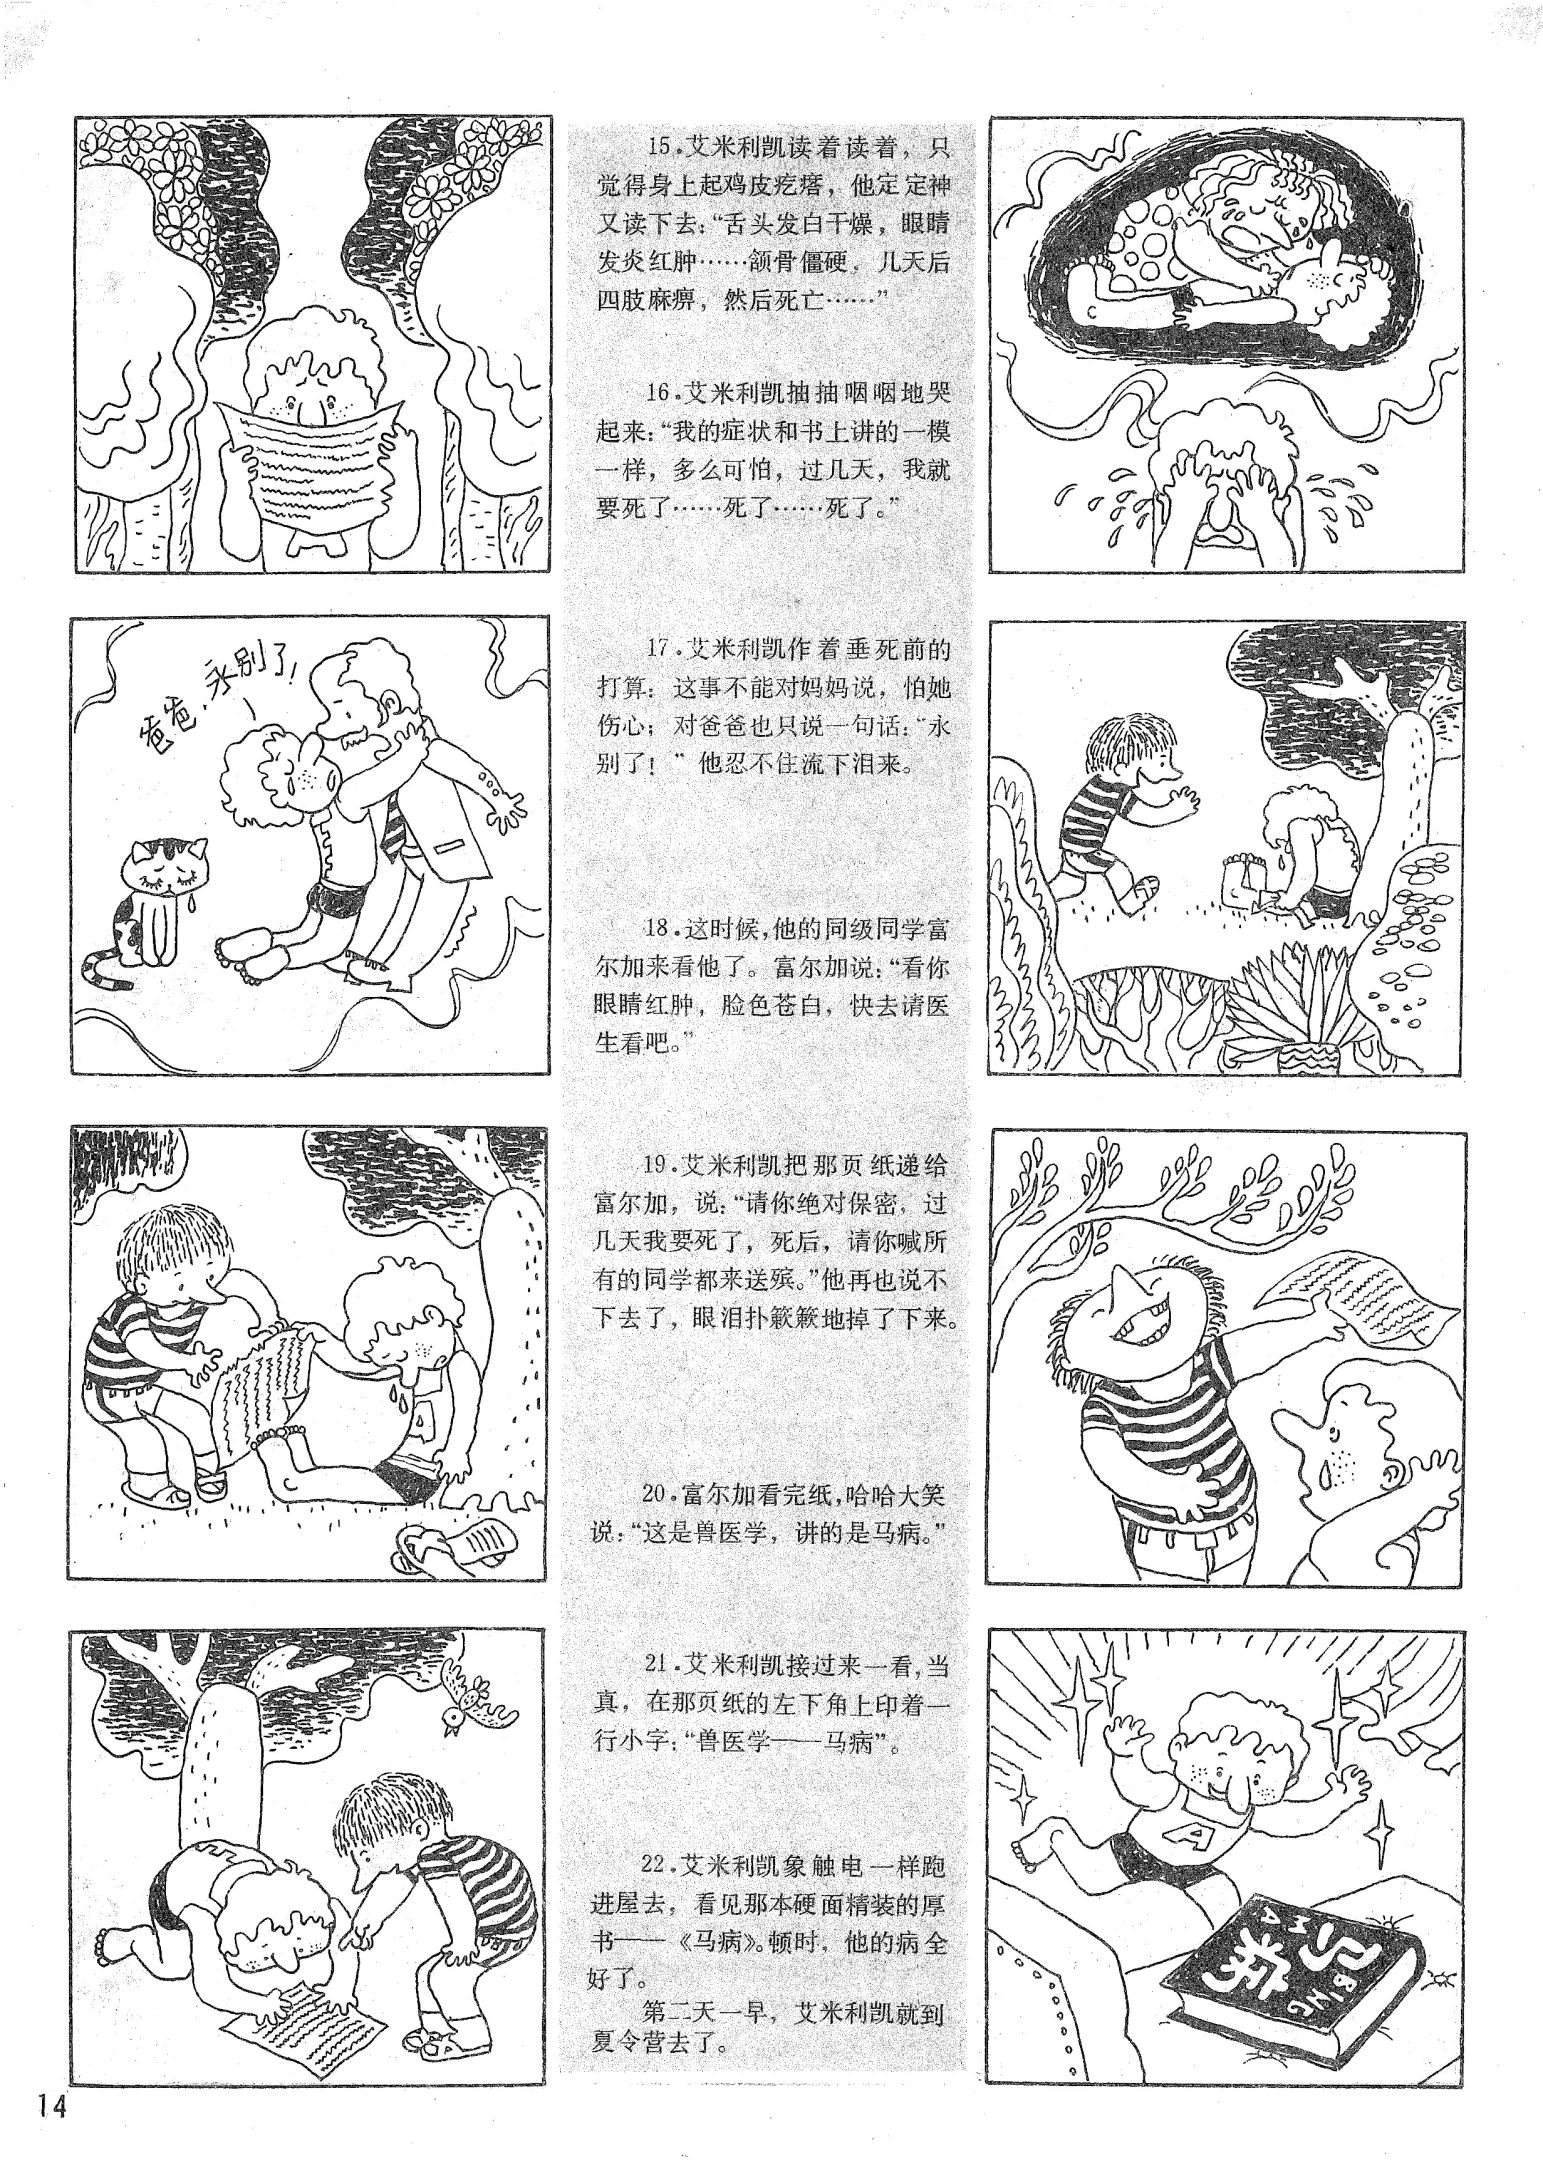 15.艾米利凯读着读着，只
觉得身上起鸡皮疙瘩，他定定神
又读下去：“舌头发白干燥，眼睛
发炎红肿……颌骨僵硬，几天后
四肢麻痹，然后死亡……”
16.艾米利凯抽抽咽咽地哭
起来：“我的症状和书上讲的一模
一样，多么可怕，过几天，我就
要死了……死了……死了。”
爸爸，永别了！
17.艾米利凯作着垂死前的
打算：这事不能对妈妈说，怕她
伤心；对爸爸也只说一句话：“永
别了！”他忍不住流下泪来。
18.这时候，他的同级同学富
尔加来看他了。富尔加说：“看你
眼睛红肿，脸色苍白，快去请医
生看吧。”
19.艾米利凯把那页纸递给
富尔加，说：“请你绝对保密，过
几天我要死了，死后，请你喊所
有的同学都来送殡。”他再也说不
下去了，眼泪扑簌簌地掉了下来。
20.富尔加看完纸，哈哈大笑
说：“这是兽医学，讲的是马病。”
21.艾米利凯接过来一看，当
真，在那页纸的左下角上印着一
行小字：“兽医学——马病”。
22.艾米利凯象触电一样跑
进屋去，看见那本硬面精装的厚
书——《马病》。顿时，他的病全
好了。
第二天一早，艾米利凯就到
夏令营去了。
A
马病
MA
BING
14